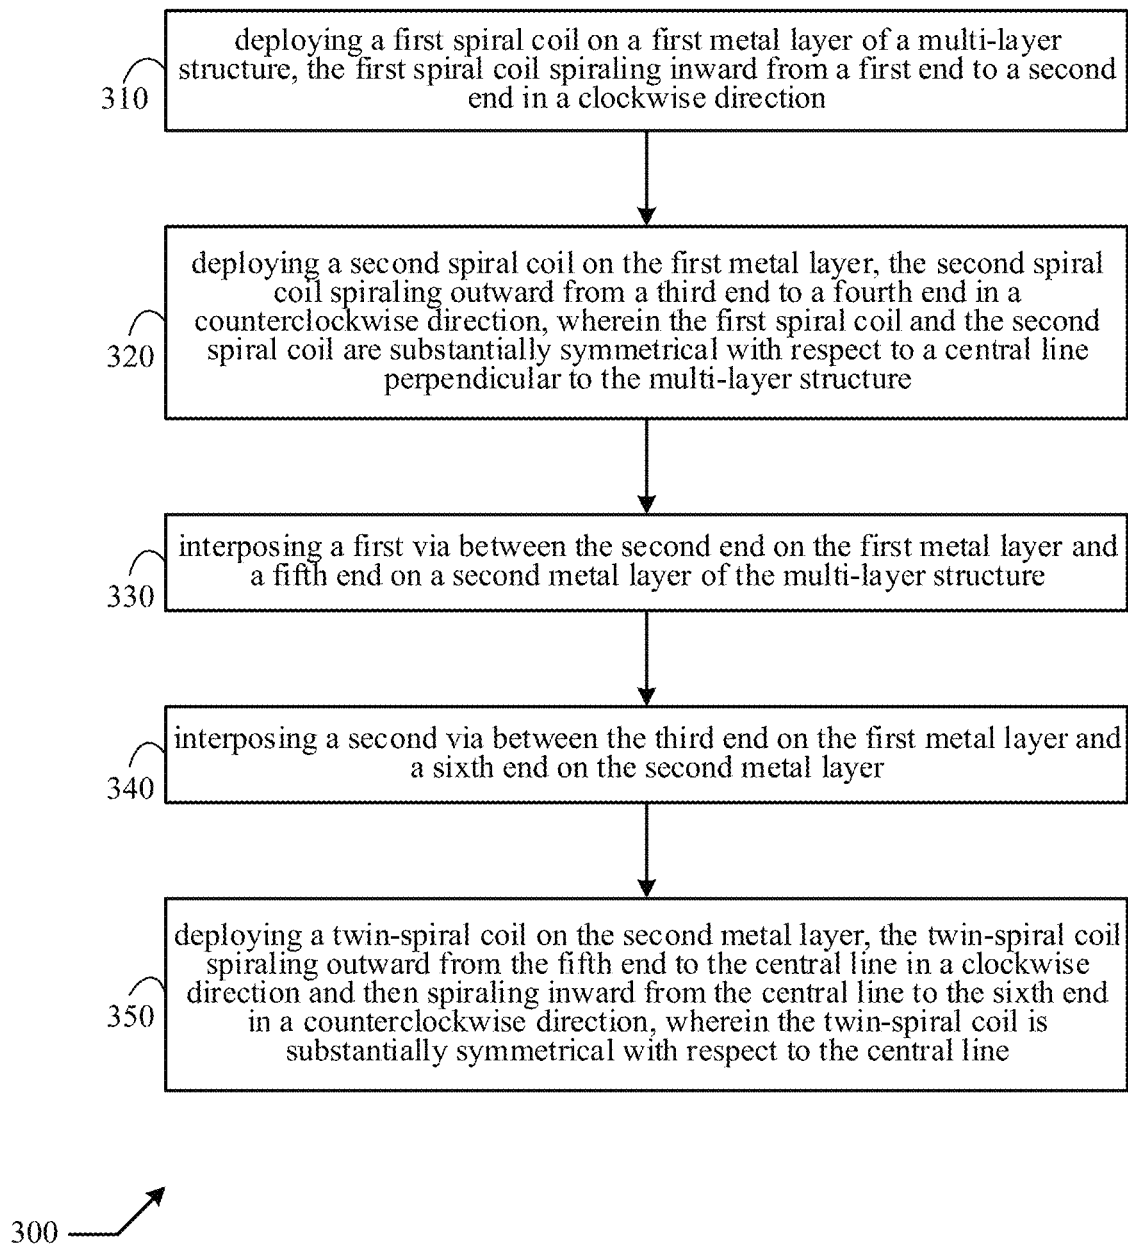 deploying a first spiral coil on a first metal layer of a multi-layer
structure, the first spiral coil spiraling inward from a first end to a second
end in a clockwise direction
310
deploying a second spiral coil on the first metal layer, the second spiral
coil spiraling outward from a third end to a fourth end in a
counterclockwise direction, wherein the first spiral coil and the second
spiral coil are substantially symmetrical with respect to a central line
perpendicular to the multi-layer structure
320
interposing a first via between the second end on the first metal layer and
a fifth end on a second metal layer of the multi-layer structure
330
interposing a second via between the third end on the first metal layer and
a sixth end on the second metal layer
340
deploying a twin-spiral coil on the second metal layer, the twin-spiral coil
spiraling outward from the fifth end to the central line in a clockwise
direction and then spiraling inward from the central line to the sixth end
in a counterclockwise direction, wherein the twin-spiral coil is
substantially symmetrical with respect to the central line
350
300